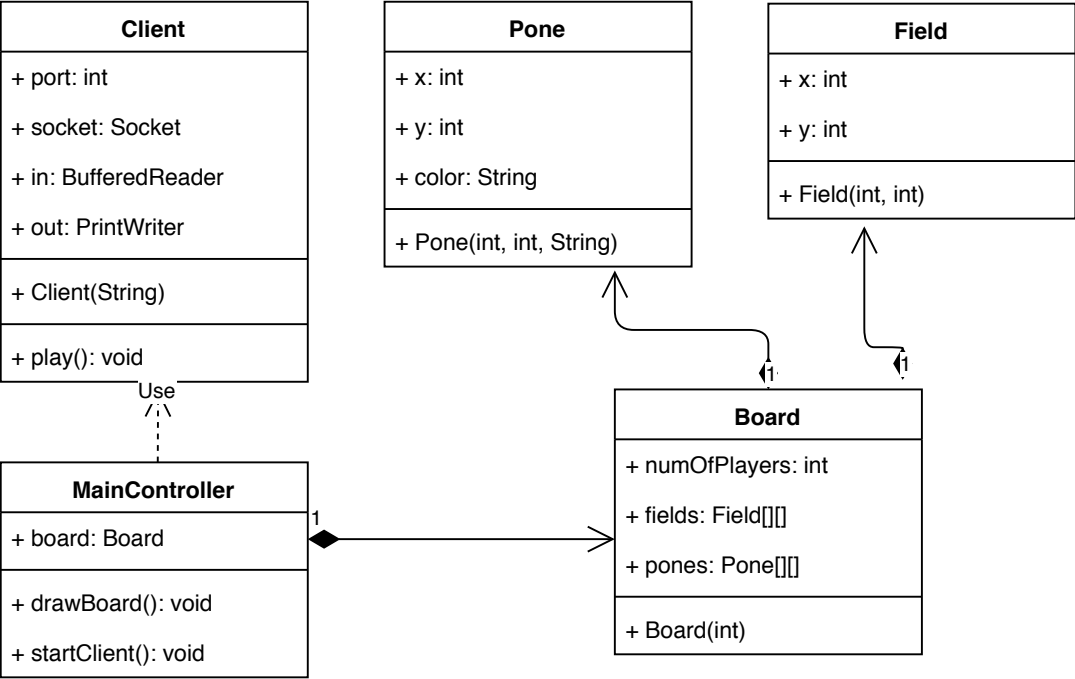 Client
+ port: int
+ socket: Socket
+ in: BufferedReader
+ out: PrintWriter
+ Client(String)
+ play(): void
Pone
+ x: int
+ y: int
+ color: String
+ Pone(int, int, String)
Field
+ x: int
+ y: int
+ Field(int, int)
Use
1
1
MainController
+ board: Board
+ drawBoard(): void
+ startClient(): void
1
Board
+ numOfPlayers: int
+ fields: Field[][]
+ pones: Pone[][]
+ Board(int)